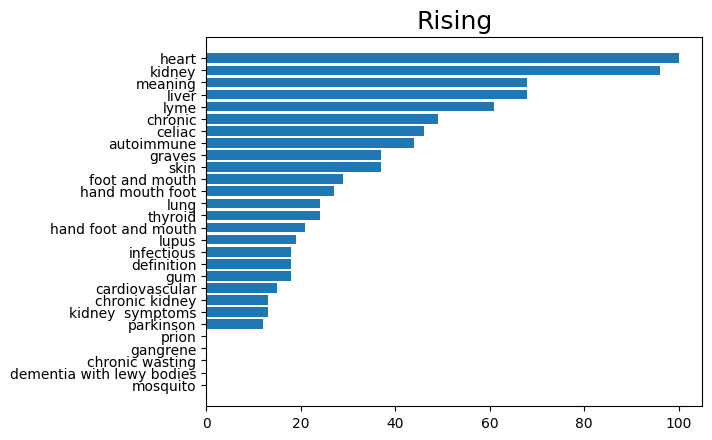 Rising
heart
kidney
meaning
liver
lyme
chronic
celiac
autoimmune
graves
skin
foot and mouth
hand mouth foot
lung
thyroid
hand foot and mouth
lupus
infectious
definition
gum
cardiovascular
chronic kidney
kidney  symptoms
parkinson
prion
gangrene
chronic wasting
dementia with lewy bodies
mosquito
0 20 40 60 80 100